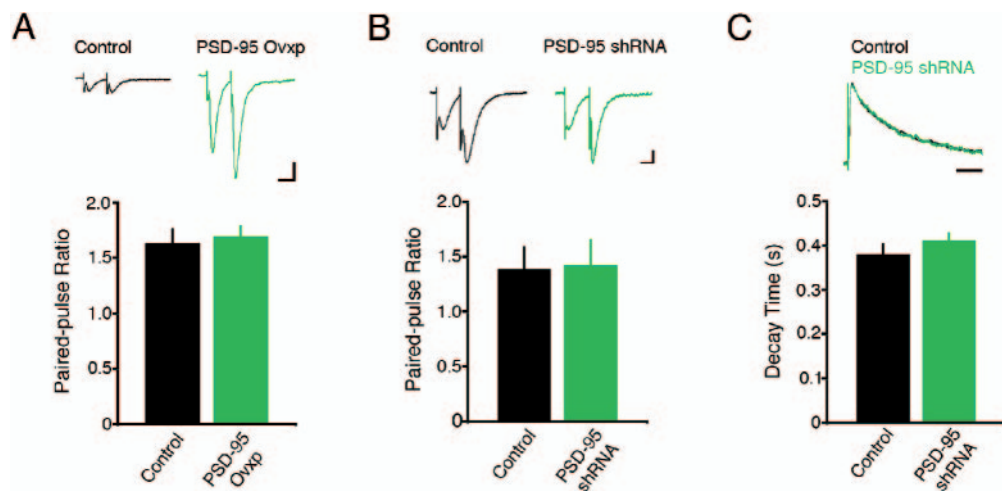 A
Control
PSD-95 Ovxp
Paired-pulse Ratio
2.0
1.5
1.0
0.5
0
Control
PSD-95
Ovxp
B
Control
PSD-95 shRNA
Paired-pulse Ratio
2.0
1.5
1.0
0.5
0
Control
PSD-95
shRNA
C
Control
PSD-95 shRNA
Decay Time (s)
0.5
0.4
0.3
0.2
0.1
0
Control
PSD-95
shRNA